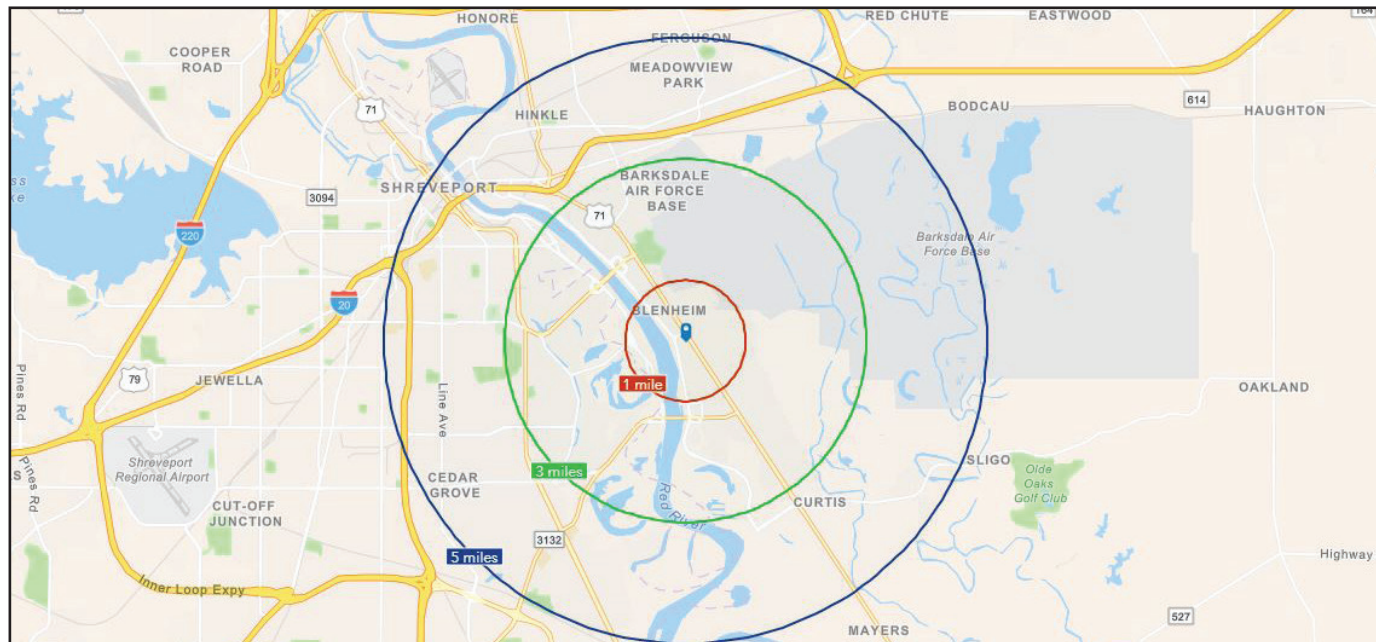 HONORE
RED CHUTE
EASTWOOD
164
COOPER
ROAD
FERGUSON
MEADOWVIEW
PARK
71
HINKLE
BODCAU
614
HAUGHTON
SHREVEPORT
3094
BARKSDALE
AIR FORCE
BASE
71
220
Barksdale Air
Force Base
20
BLENHEIM
79
JEWELLA
Pines Rd
Line Ave
1 mile
OAKLAND
Shreveport
Regional Airport
Pines Rd
S
CEDAR
GROVE
3 miles
SLIGO
Olde
Oaks
Golf Club
CUT-OFF
JUNCTION
Red River
CURTIS
3132
5 miles
Highway
Inner Loop Expy
527
MAYERS